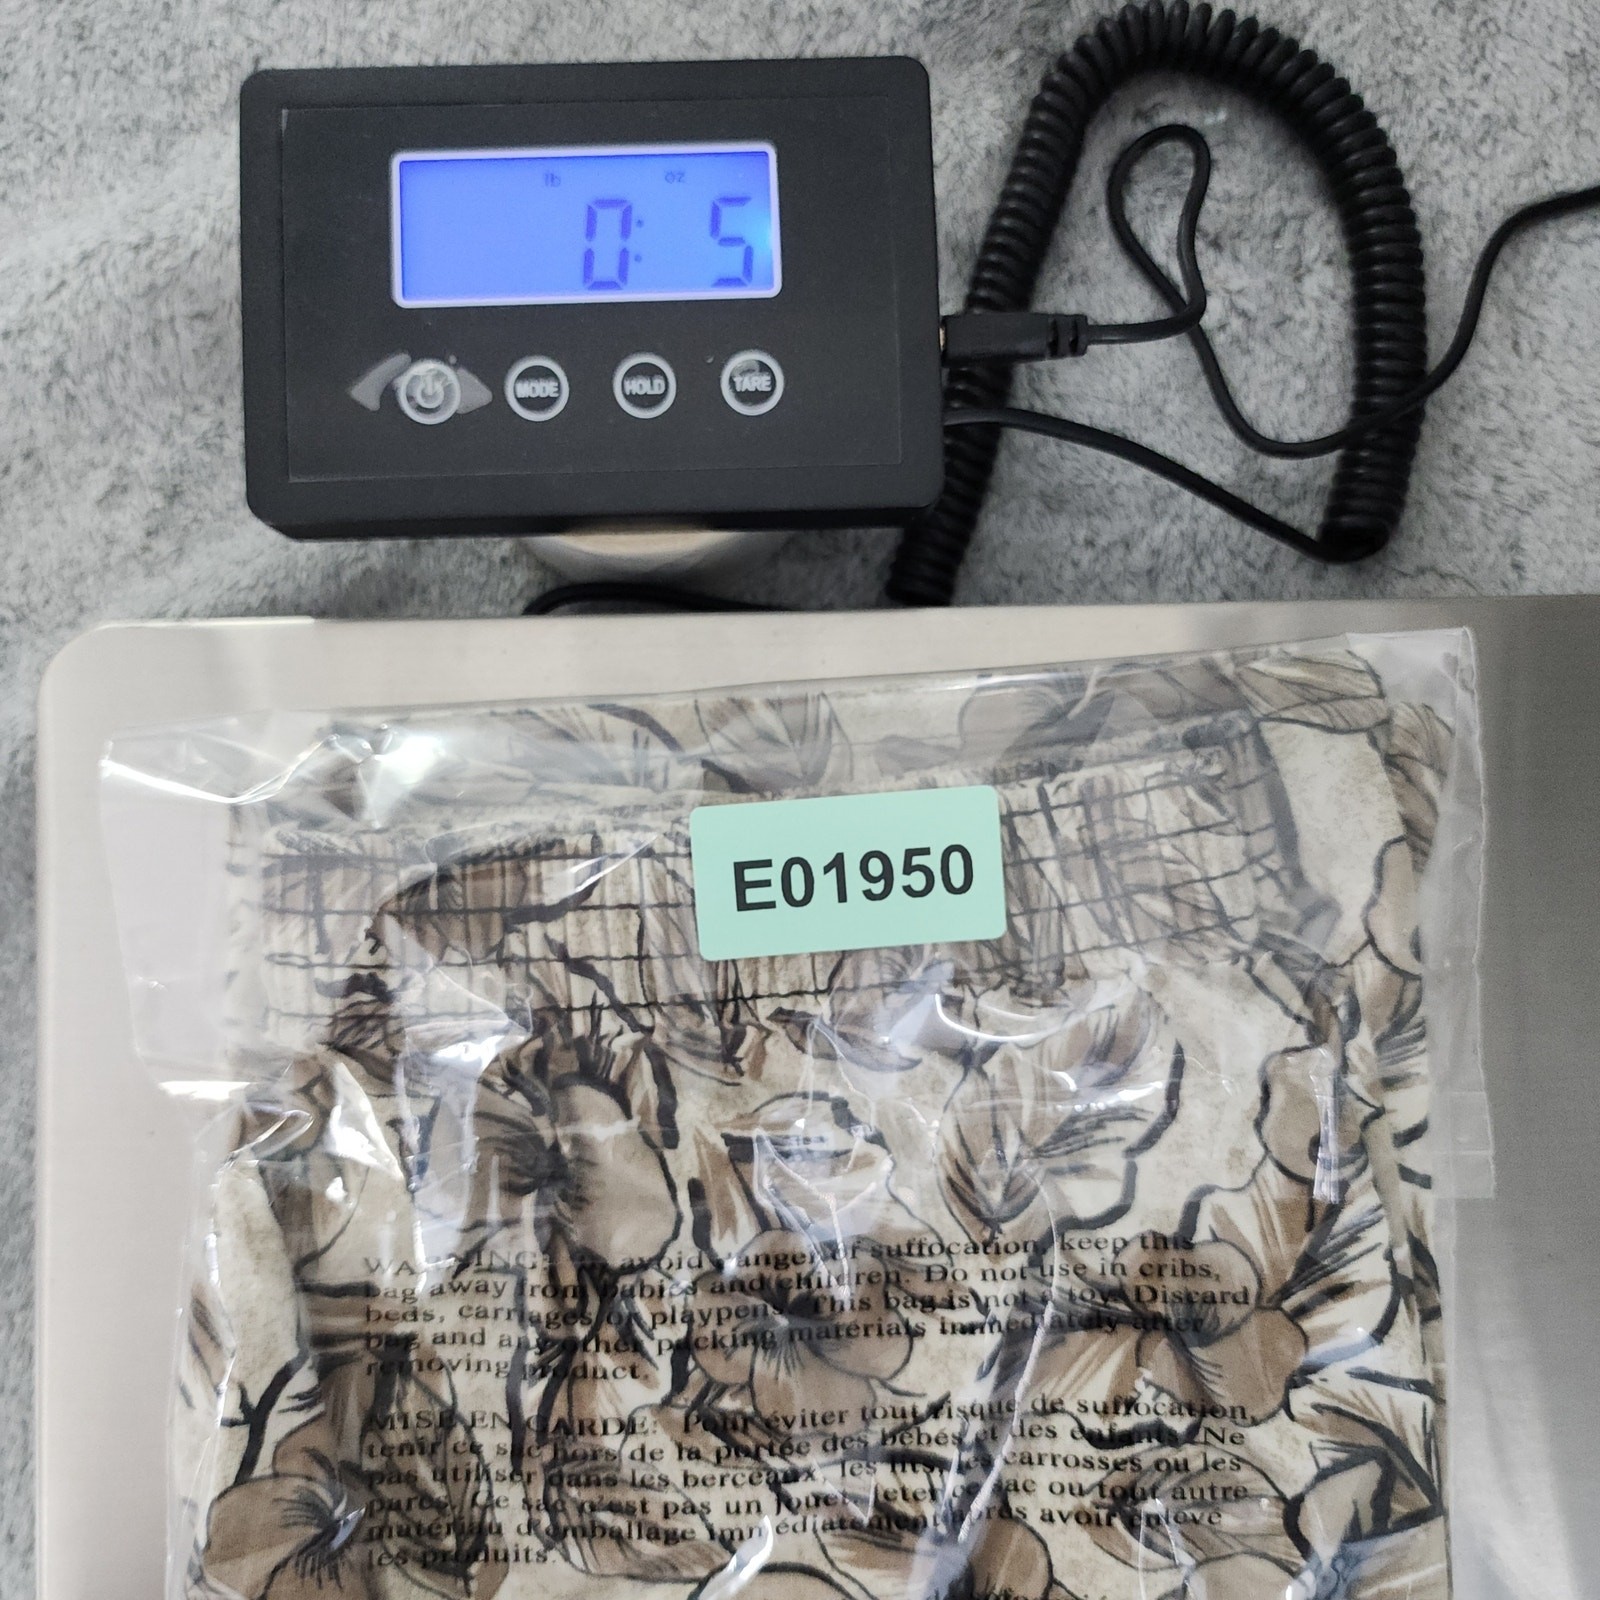 lb oz
0: 5
MODE HOLD TARE
E01950
WARNING: To avoid danger of suffocation, keep this
bag away from babies and children. Do not use in cribs,
beds, carriages or playpens. This bag is not a toy. Discard
bag and any other packing materials immediately after
removing product.
MISE EN GARDE: Pour éviter tout risque de suffocation,
tenir ce sac hors de la portée des bébés et des enfants. Ne
pas utiliser dans les berceaux, les lits, les carrosses ou les
parcs. Ce sac n'est pas un jouet. Jeter ce sac ou tout autre
matériau d'emballage immédiatement après avoir enlevé
les produits.